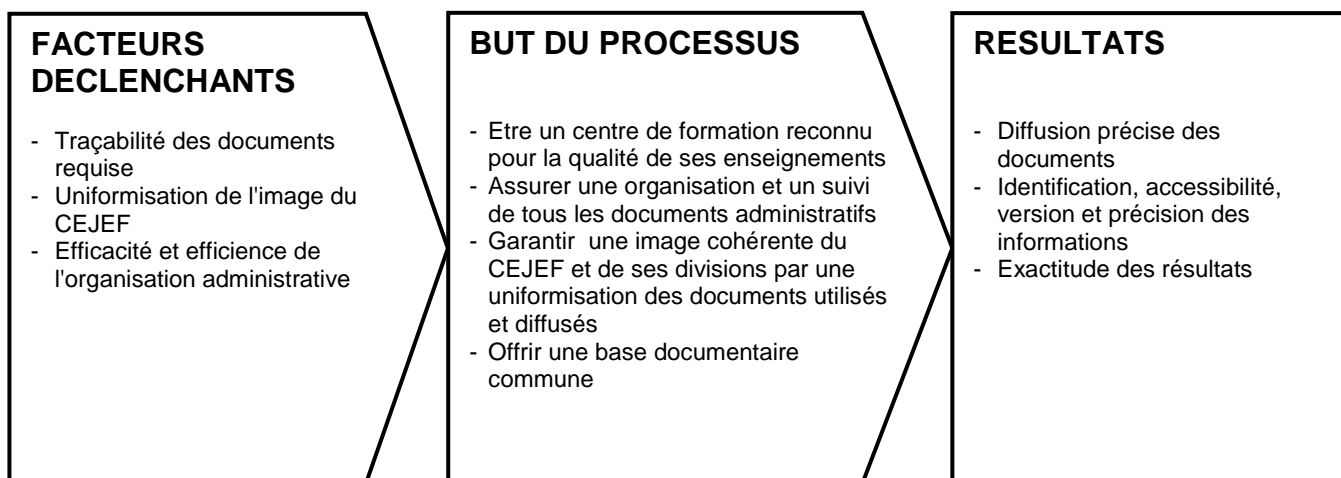 FACTEURS
DECLENCHANTS
- Traçabilité des documents
requise
- Uniformisation de l'image du
CEJEF
- Efficacité et efficience de
l'organisation administrative
BUT DU PROCESSUS
- Etre un centre de formation reconnu
pour la qualité de ses enseignements
- Assurer une organisation et un suivi
de tous les documents administratifs
- Garantir une image cohérente du
CEJEF et de ses divisions par une
uniformisation des documents utilisés
et diffusés
- Offrir une base documentaire
commune
RESULTATS
- Diffusion précise des
documents
- Identification, accessibilité,
version et précision des
informations
- Exactitude des résultats